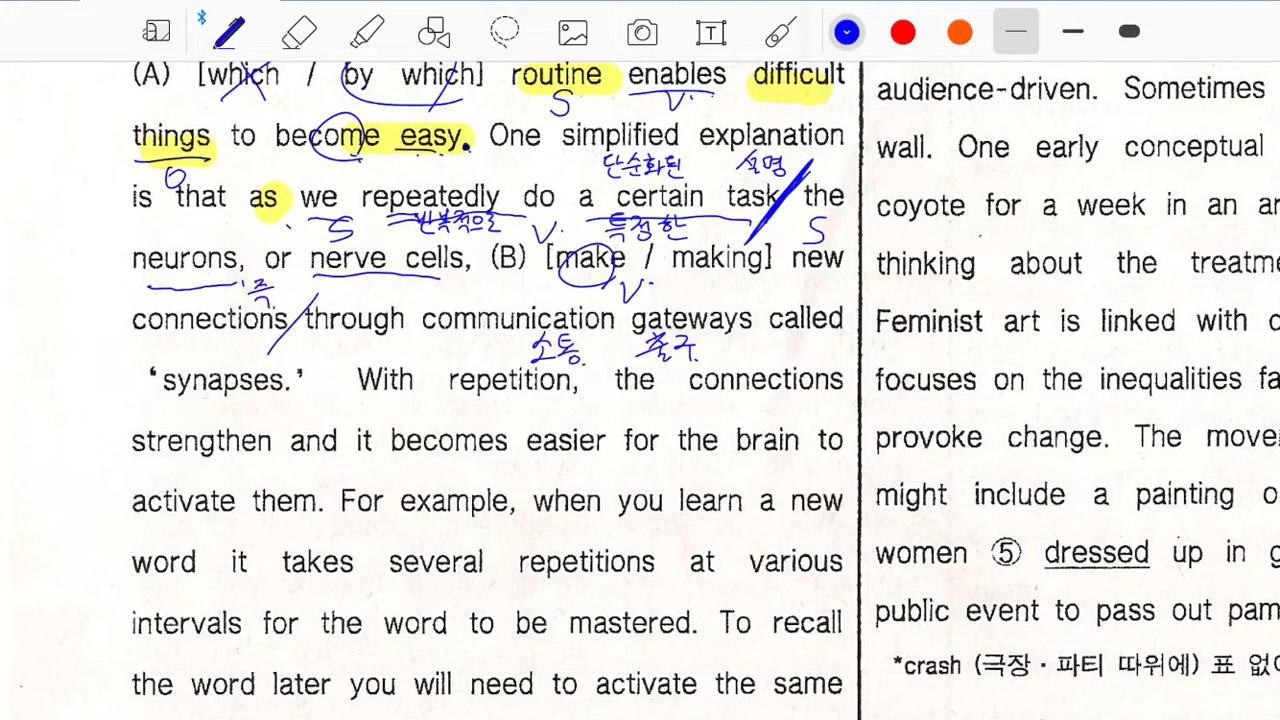 (A) [which / by which] routine enables difficult
S V.
things to become easy. One simplified explanation
O 단순화된 설명
is that as we repeatedly do a certain task the
S 반복적으로 V. 특정한 S
neurons, or nerve cells, (B) [make / making] new
즉 V.
connections through communication gateways called
소통 출구
'synapses.' With repetition, the connections
strengthen and it becomes easier for the brain to
activate them. For example, when you learn a new
word it takes several repetitions at various
intervals for the word to be mastered. To recall
the word later you will need to activate the same
audience-driven. Sometimes
wall. One early conceptual
coyote for a week in an ar
thinking about the treatme
Feminist art is linked with c
focuses on the inequalities fa
provoke change. The move
might include a painting o
women ⑤ dressed up in g
public event to pass out pam
*crash (극장・파티 따위에) 표 없이